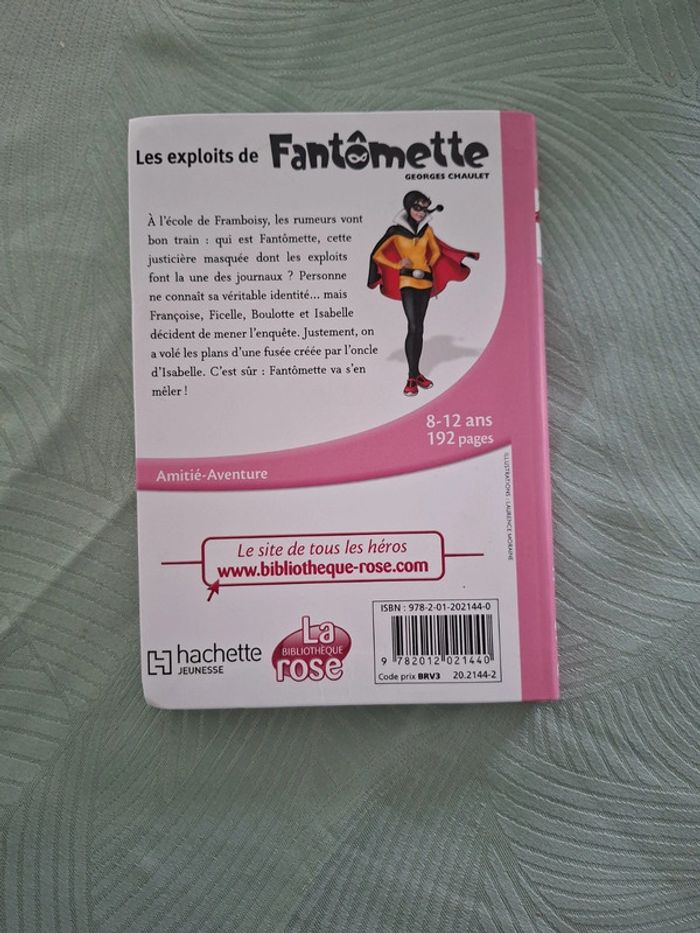 Les exploits de Fantômette
GEORGES CHAULET
À l'école de Framboisy, les rumeurs vont
bon train : qui est Fantômette, cette
justicière masquée dont les exploits
font la une des journaux ? Personne
ne connaît sa véritable identité... mais
Françoise, Ficelle, Boulotte et Isabelle
décident de mener l'enquête. Justement, on
a volé les plans d'une fusée créée par l'oncle
d'Isabelle. C'est sûr : Fantômette va s'en
mêler !
8-12 ans
192 pages
Amitié-Aventure
ILLUSTRATIONS : LAURENCE MORAINE
Le site de tous les héros
www.bibliotheque-rose.com
hachette
JEUNESSE
La
BIBLIOTHÈQUE
rose
ISBN : 978-2-01-202144-0
9 782012 021440
Code prix BRV3 20.2144-2